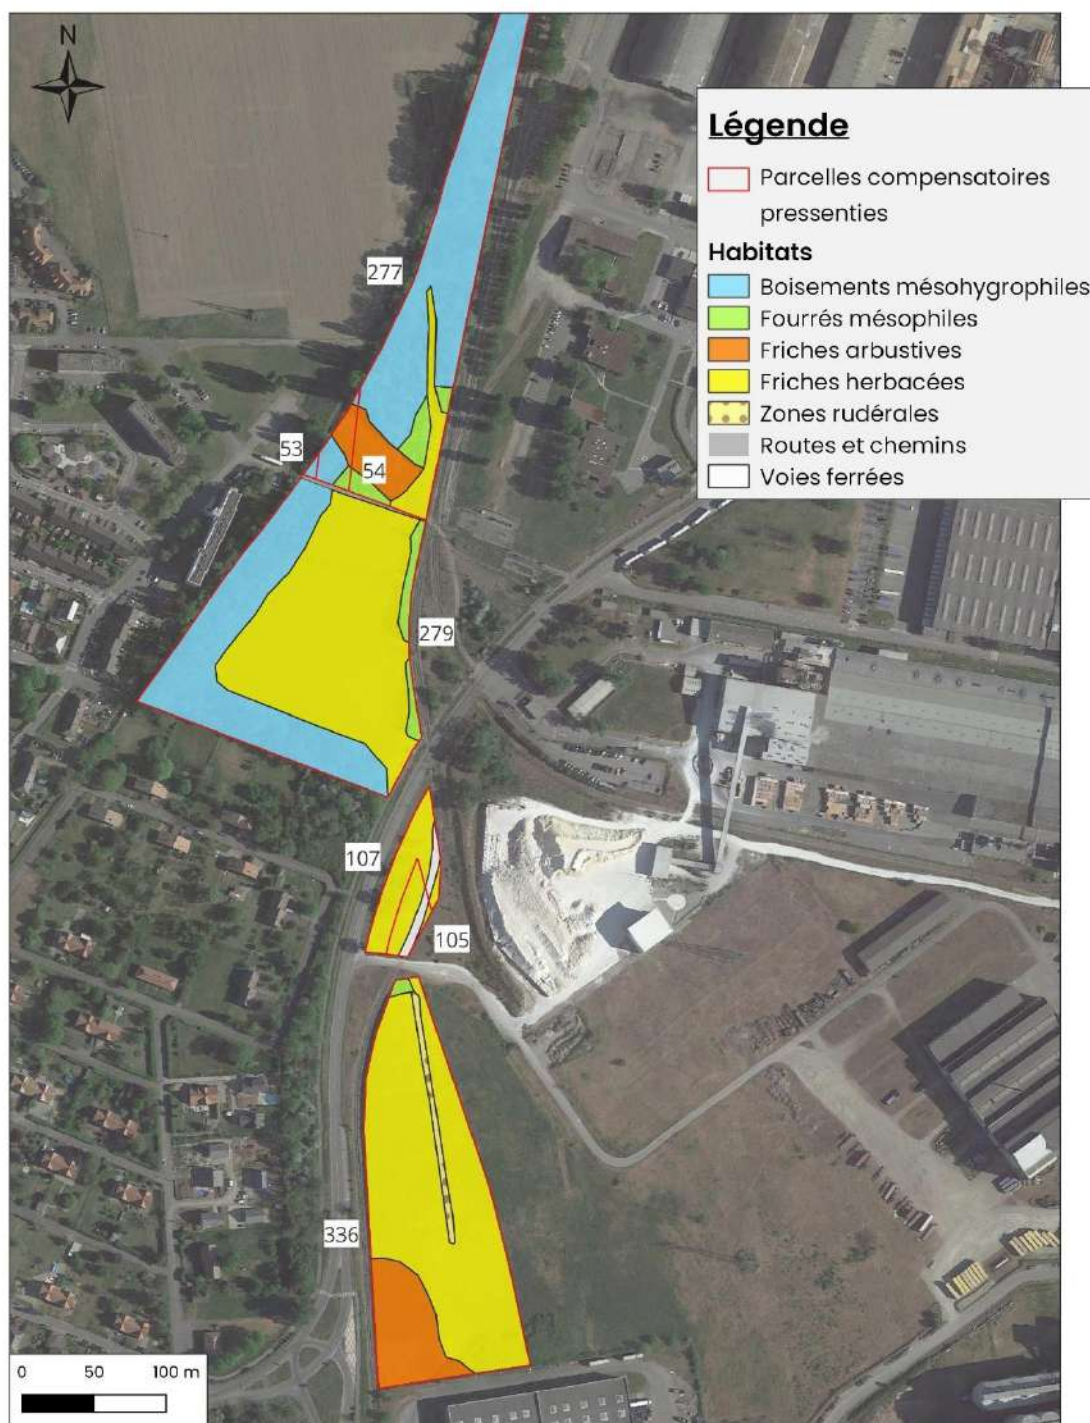 N
Légende
Parcelles compensatoires
pressenties
Habitats
Boisements mésohygrophiles
Fourrés mésophiles
Friches arbustives
Friches herbacées
Zones rudérales
Routes et chemins
Voies ferrées
277
53
54
279
107
105
336
0 50 100 m